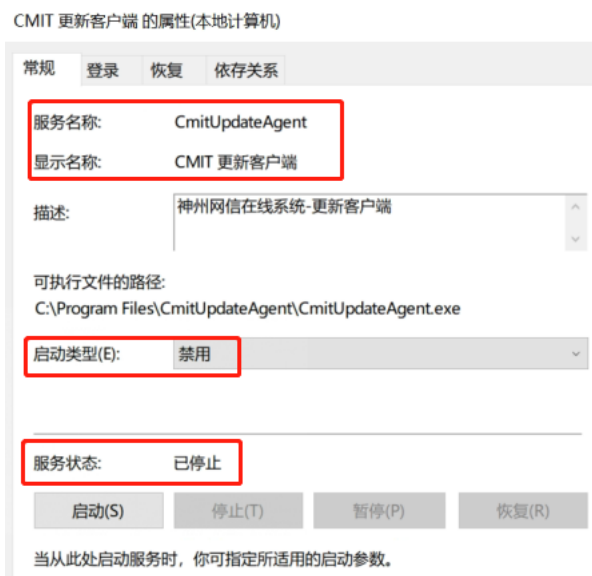 CMIT 更新客户端 的属性(本地计算机)
常规 登录 恢复 依存关系
服务名称: CmitUpdateAgent
显示名称: CMIT 更新客户端
描述: 神州网信在线系统-更新客户端
可执行文件的路径:
C:\Program Files\CmitUpdateAgent\CmitUpdateAgent.exe
启动类型(E): 禁用
服务状态: 已停止
启动(S) 停止(T) 暂停(P) 恢复(R)
当从此处启动服务时，你可指定所适用的启动参数。